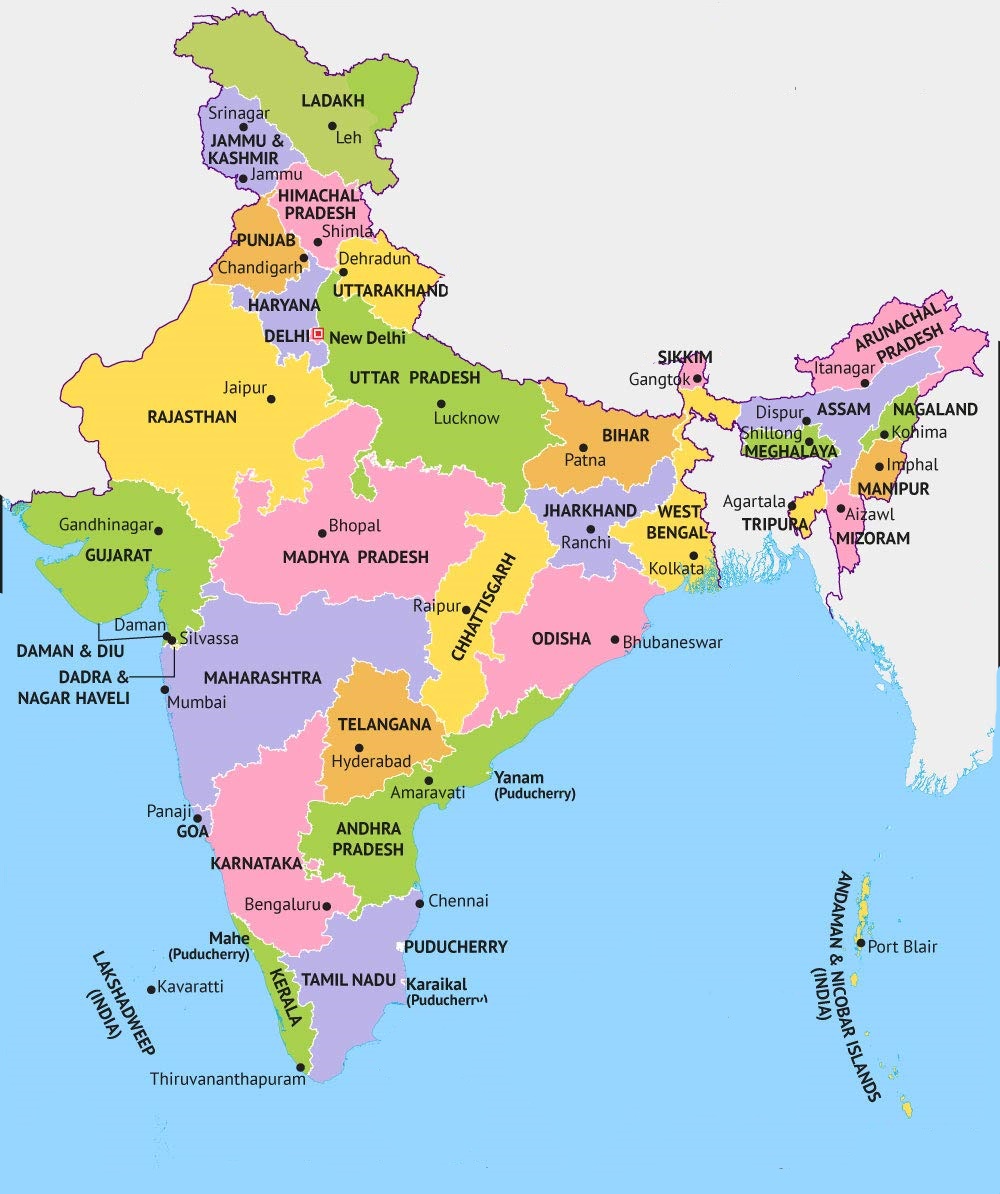 LADAKH
Leh
Srinagar
JAMMU &
KASHMIR
Jammu
HIMACHAL
PRADESH
Shimla
PUNJAB
Chandigarh
Dehradun
UTTARAKHAND
HARYANA
DELHI
New Delhi
UTTAR PRADESH
Lucknow
Jaipur
RAJASTHAN
BIHAR
Patna
SIKKIM
Gangtok
ARUNACHAL
PRADESH
Itanagar
Dispur
ASSAM
NAGALAND
Kohima
Shillong
MEGHALAYA
Imphal
MANIPUR
Agartala
TRIPURA
Aizawl
MIZORAM
Gandhinagar
GUJARAT
Bhopal
MADHYA PRADESH
JHARKHAND
Ranchi
WEST
BENGAL
Kolkata
Raipur
CHHATTISGARH
ODISHA
Bhubaneswar
Daman
Silvassa
DAMAN & DIU
DADRA &
NAGAR HAVELI
MAHARASHTRA
Mumbai
TELANGANA
Hyderabad
Amaravati
Yanam
(Puducherry)
Panaji
GOA
ANDHRA
PRADESH
KARNATAKA
Bengaluru
Chennai
Mahe
(Puducherry)
PUDUCHERRY
KERALA
TAMIL NADU
Karaikal
(Puducherry)
LAKSHADWEEP
(INDIA)
Kavaratti
Thiruvananthapuram
ANDAMAN & NICOBAR ISLANDS
(INDIA)
Port Blair